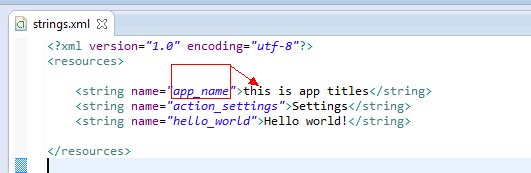 strings.xml
<?xml version="1.0" encoding="utf-8"?>
<resources>
<string name="app_name">this is app titles</string>
<string name="action_settings">Settings</string>
<string name="hello_world">Hello world!</string>
</resources>